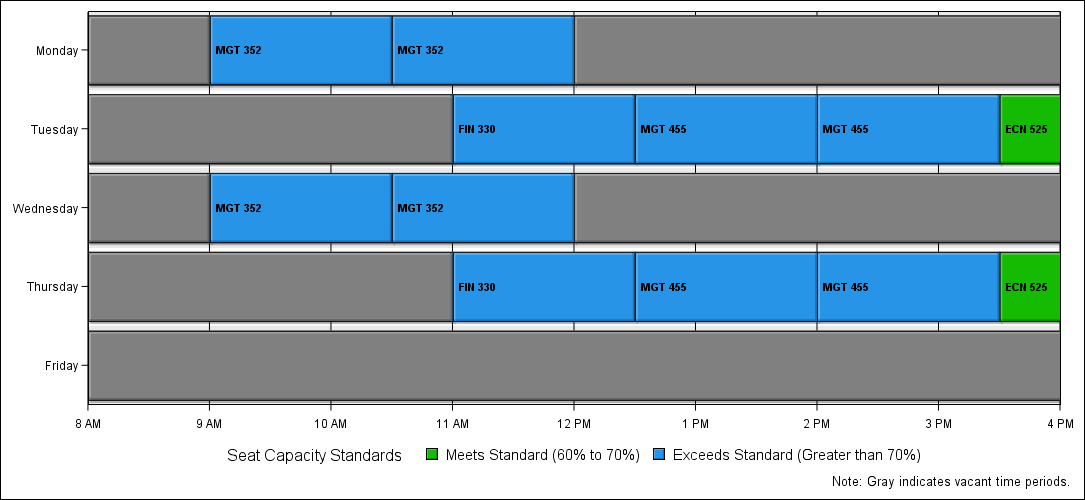 Monday
MGT 352
MGT 352
Tuesday
FIN 330
MGT 455
MGT 455
ECN 525
Wednesday
MGT 352
MGT 352
Thursday
FIN 330
MGT 455
MGT 455
ECN 525
Friday
8 AM 9 AM 10 AM 11 AM 12 PM 1 PM 2 PM 3 PM 4 PM
Seat Capacity Standards Meets Standard (60% to 70%) Exceeds Standard (Greater than 70%)
Note: Gray indicates vacant time periods.